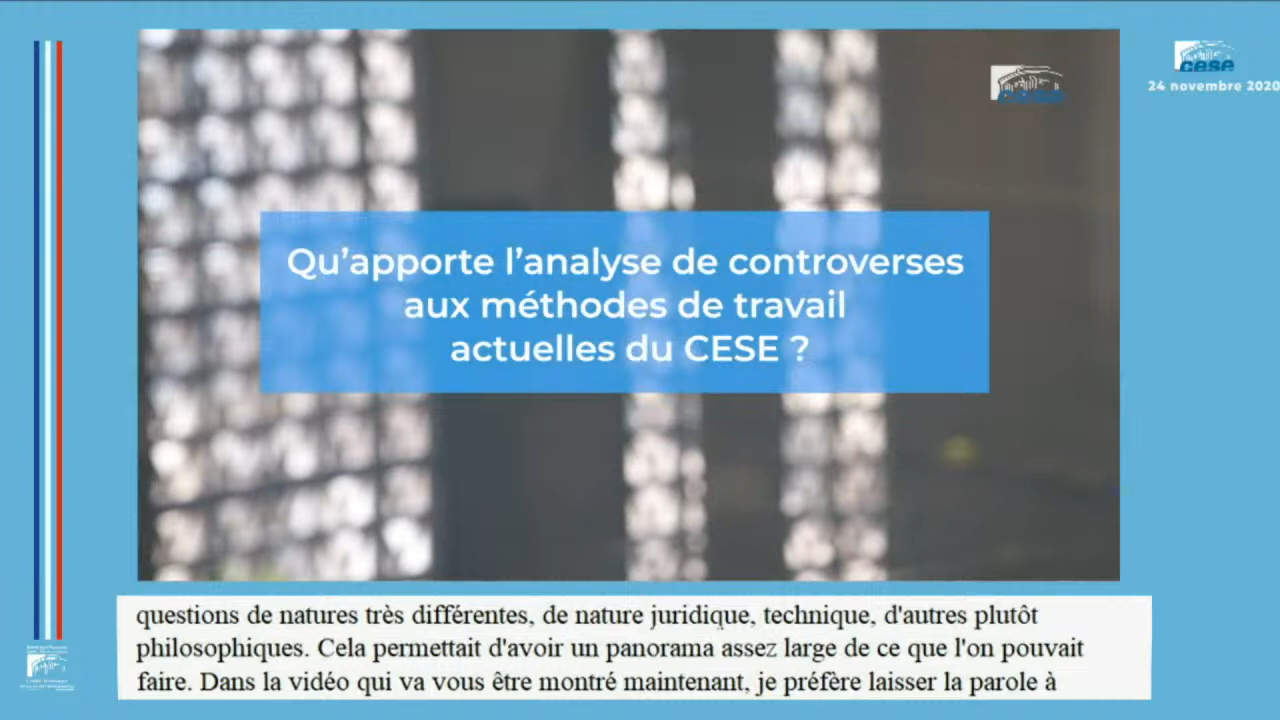 cese
24 novembre 2020
Qu'apporte l'analyse de controverses
aux méthodes de travail
actuelles du CESE ?
questions de natures très différentes, de nature juridique, technique, d'autres plutôt
philosophiques. Cela permettait d'avoir un panorama assez large de ce que l'on pouvait
faire. Dans la vidéo qui va vous être montré maintenant, je préfère laisser la parole à